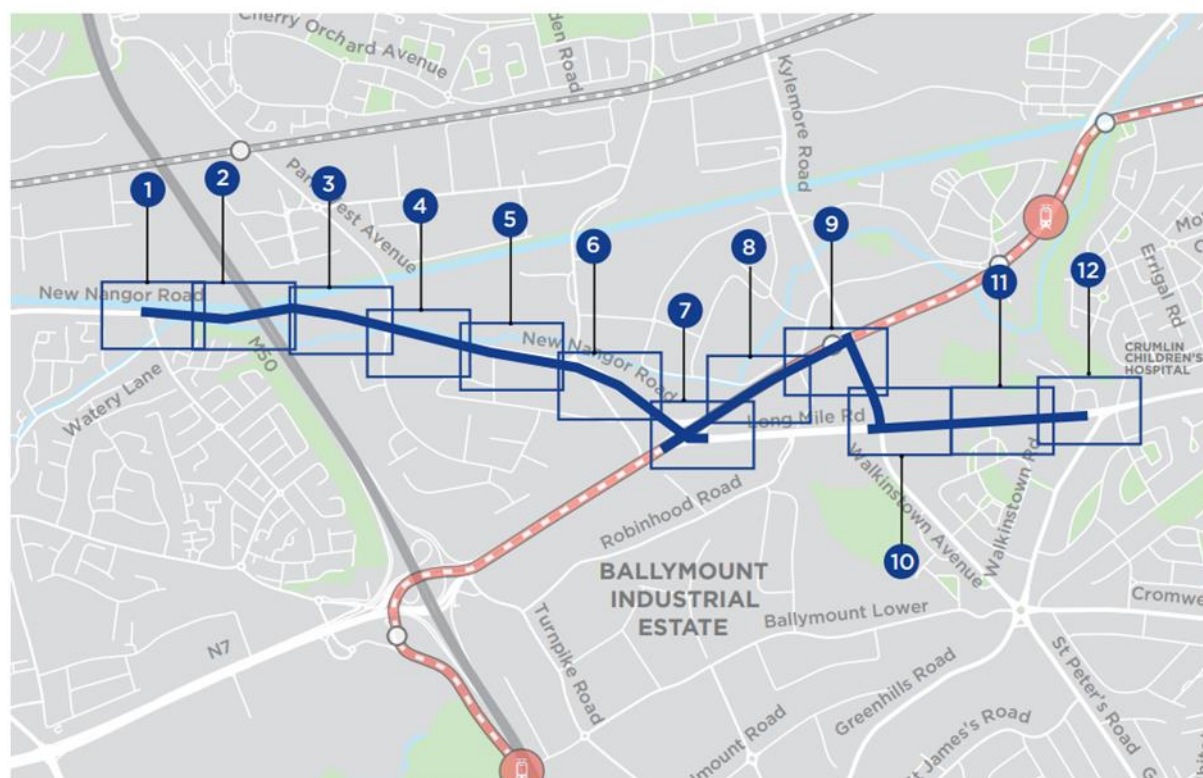 Cherry Orchard Avenue
den Road
Kylemore Road
1
2
Park West Avenue
3
4
5
6
8
9
11
12
Mo
Errigal Rd
New Nangor Road
M50
Watery Lane
New Nangor Road
7
CRUMLIN
CHILDREN'S
HOSPITAL
Long Mile Rd
Walkinstown Avenue
Walkinstown Rd
Robinhood Road
10
BALLYMOUNT
INDUSTRIAL
ESTATE
Ballymount Lower
Cromwe
N7
Turnpike Road
Greenhills Road
St Peter's Road
lmount Road
t James's Road